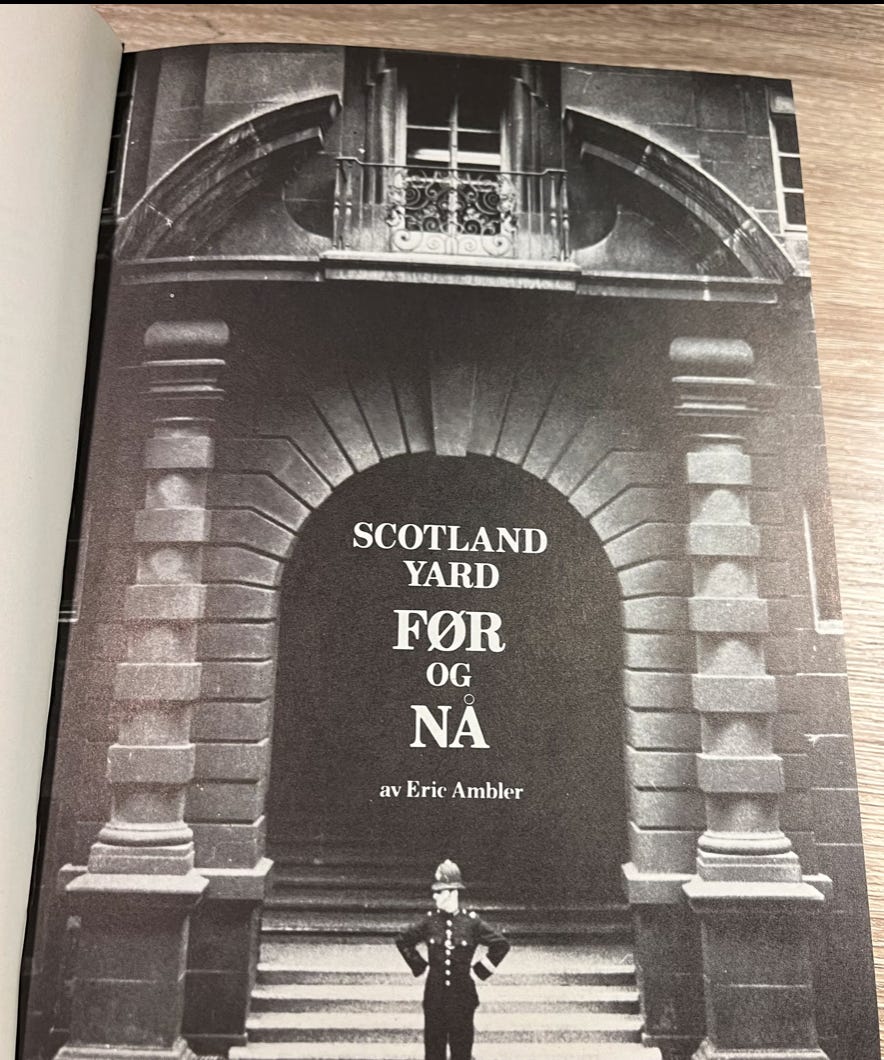 SCOTLAND
YARD
FØR
OG
NÅ
av Eric Ambler